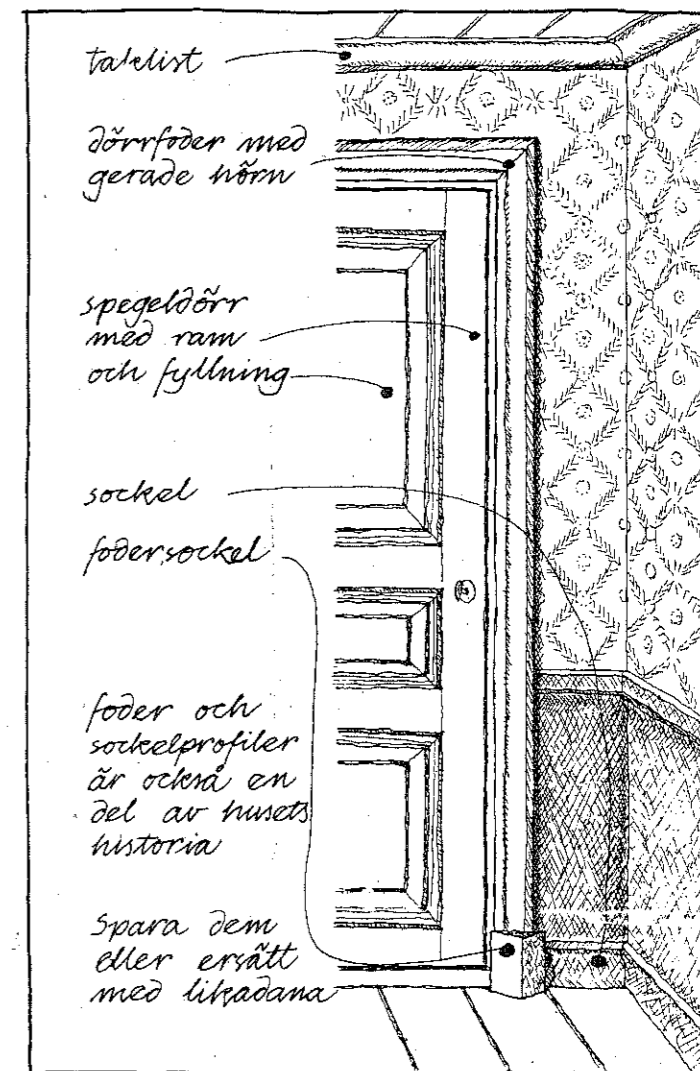 taklist
dörrfoder med
gerade hörn
spegeldörr
med ram
och fyllning
sockel
fodersockel
foder och
sockelprofiler
är också en
del av husets
historia
Spara dem
eller ersätt
med likadana